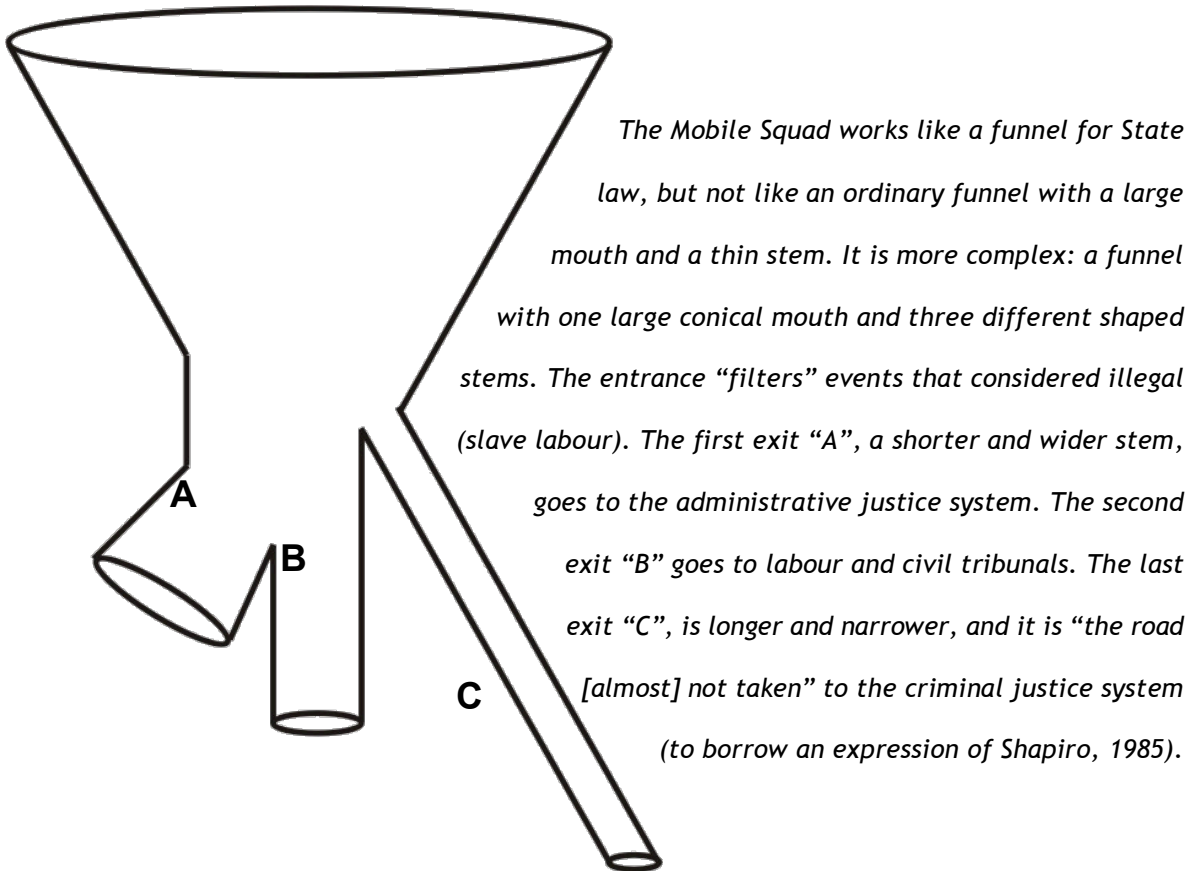 The Mobile Squad works like a funnel for State
law, but not like an ordinary funnel with a large
mouth and a thin stem. It is more complex: a funnel
with one large conical mouth and three different shaped
stems. The entrance “filters” events that considered illegal
(slave labour). The first exit “A”, a shorter and wider stem,
goes to the administrative justice system. The second
exit “B” goes to labour and civil tribunals. The last
exit “C”, is longer and narrower, and it is “the road
[almost] not taken” to the criminal justice system
(to borrow an expression of Shapiro, 1985).
A
B
C